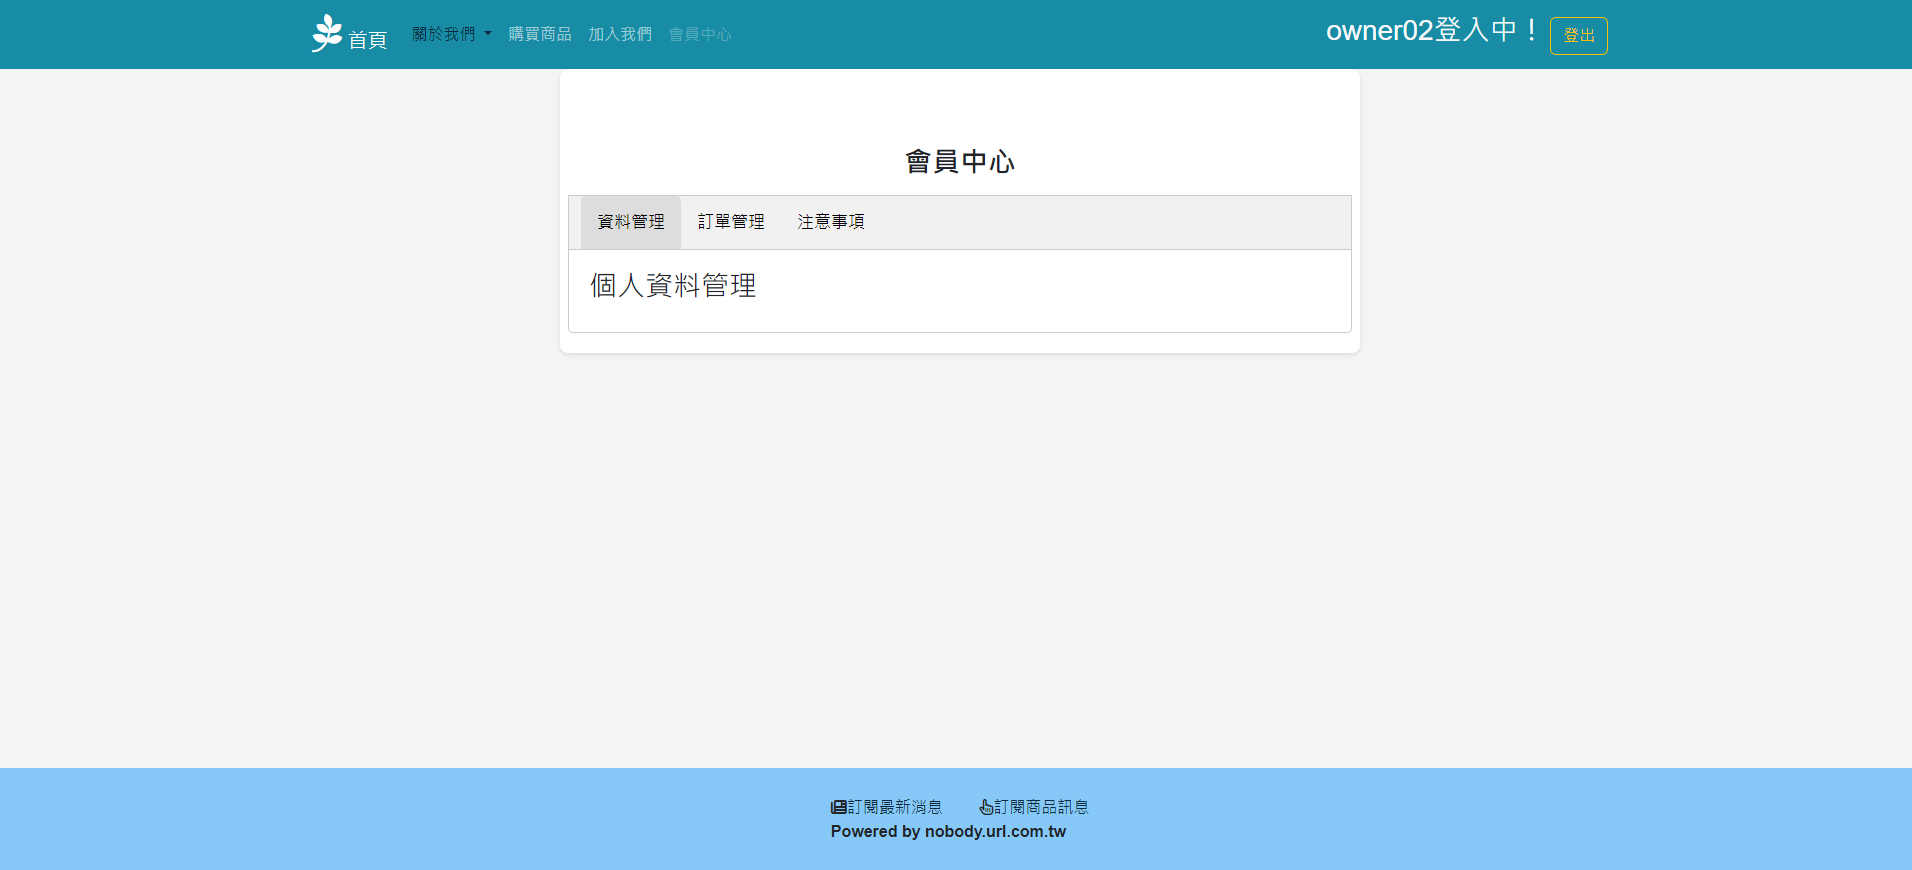 首頁 關於我們 購買商品 加入我們 會員中心 owner02登入中！ 登出
會員中心
資料管理 訂單管理 注意事項
個人資料管理
訂閱最新消息 訂閱商品訊息
Powered by nobody.url.com.tw